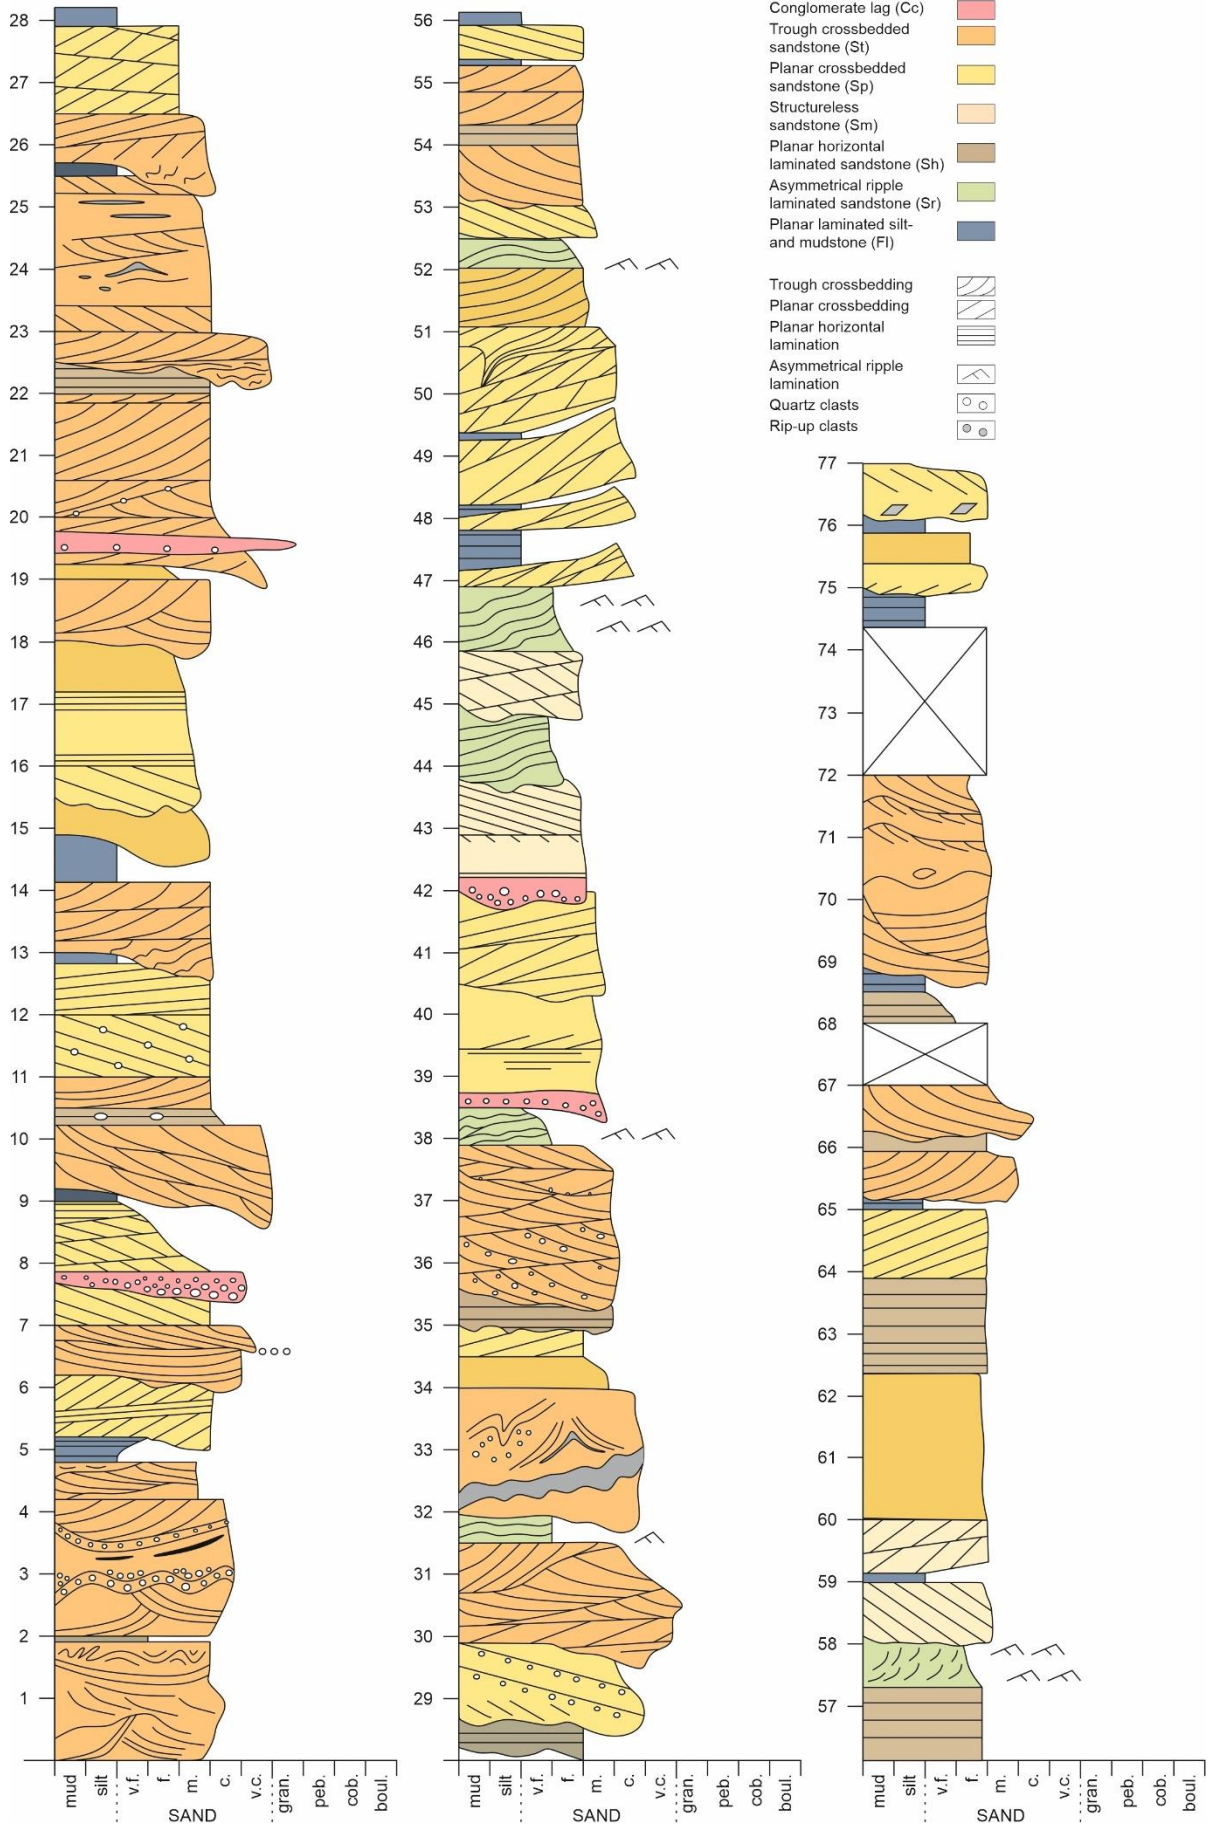 28
27
26
25
24
23
22
21
20
19
18
17
16
15
14
13
12
11
10
9
8
7
6
5
4
3
2
1
mud
silt
v.f.
f.
m.
c.
v.c.
gran.
peb.
cob.
boul.
SAND
56
55
54
53
52
51
50
49
48
47
46
45
44
43
42
41
40
39
38
37
36
35
34
33
32
31
30
29
mud
silt
v.f.
f.
m.
c.
v.c.
gran.
peb.
cob.
boul.
SAND
Conglomerate lag (Cc)
Trough crossbedded
sandstone (St)
Planar crossbedded
sandstone (Sp)
Structureless
sandstone (Sm)
Planar horizontal
laminated sandstone (Sh)
Asymmetrical ripple
laminated sandstone (Sr)
Planar laminated silt-
and mudstone (Fl)
Trough crossbedding
Planar crossbedding
Planar horizontal
lamination
Asymmetrical ripple
lamination
Quartz clasts
Rip-up clasts
77
76
75
74
73
72
71
70
69
68
67
66
65
64
63
62
61
60
59
58
57
mud
silt
v.f.
f.
m.
c.
v.c.
gran.
peb.
cob.
boul.
SAND